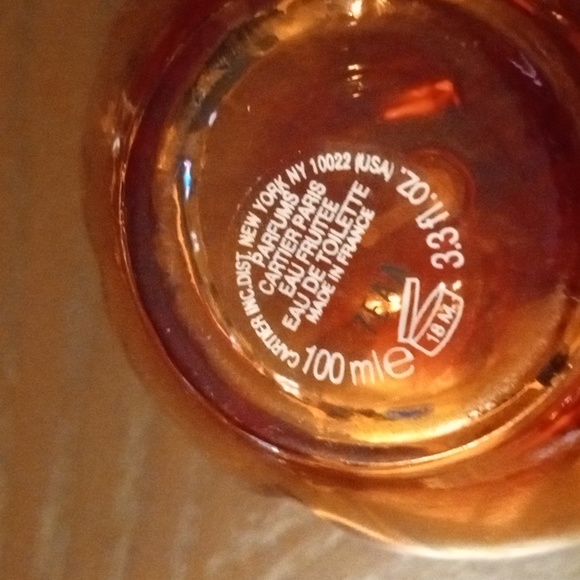 CARTIER INC. DIST. NEW YORK NY 10022 (USA)
PARFUMS
CARTIER PARIS
EAU FRUITEE
EAU DE TOILETTE
MADE IN FRANCE
100 ml e 3.3 fl.oz.
18 M.